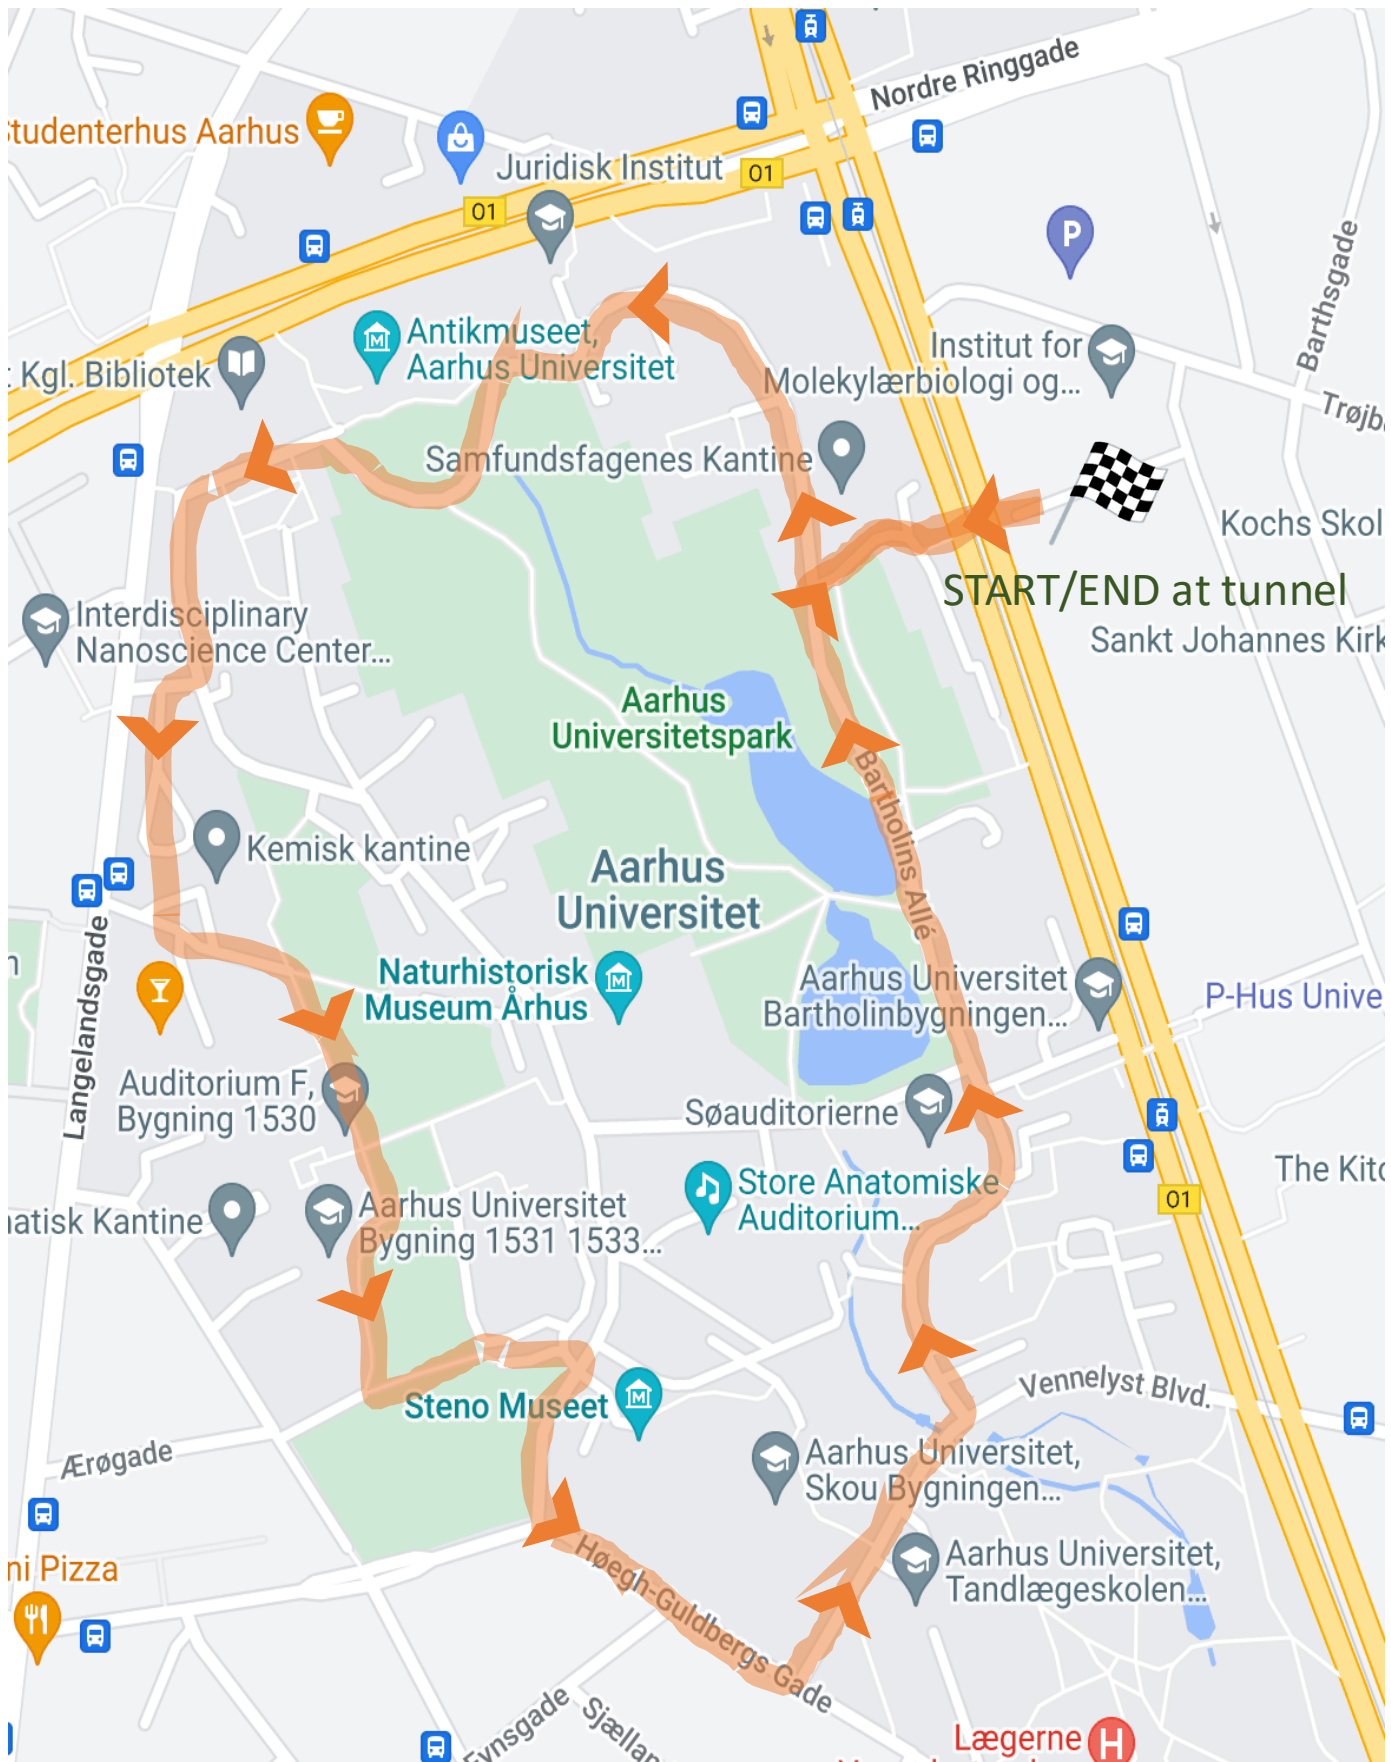 Nordre Ringgade
Studenterhus Aarhus
Juridisk Institut
01
01
P
Barthsgade
Antikmuseet,
Aarhus Universitet
Institut for
Molekylærbiologi og...
Kgl. Bibliotek
Samfundsfagenes Kantine
Kochs Skol
START/END at tunnel
Interdisciplinary
Nanoscience Center...
Sankt Johannes Kirk
Aarhus
Universitetspark
Bartholins Allé
Kemisk kantine
Aarhus
Universitet
Naturhistorisk
Museum Århus
Aarhus Universitet
Bartholinbygningen...
P-Hus Unive
Langelandsgade
Auditorium F,
Bygning 1530
Søauditorierne
The Kitc
Store Anatomiske
Auditorium...
01
Aarhus Universitet
Bygning 1531 1533...
natisk Kantine
Vennelyst Blvd.
Steno Museet
Ærøgade
Aarhus Universitet,
Skou Bygningen...
Høegh-Guldbergs Gade
Aarhus Universitet,
Tandlægeskolen...
ni Pizza
Fynsgade
Sjællan
Lægerne
H